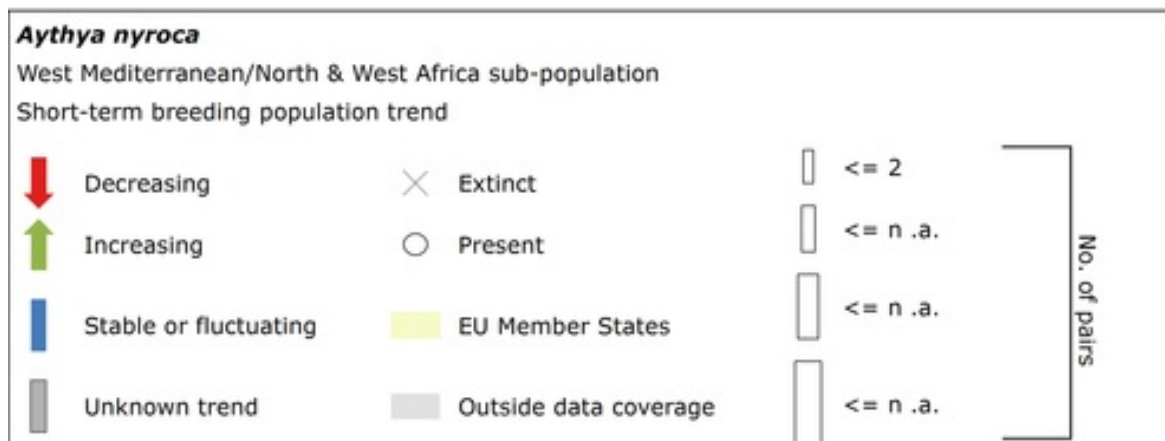 Aythya nyroca
West Mediterranean/North & West Africa sub-population
Short-term breeding population trend
Decreasing
Increasing
Stable or fluctuating
Unknown trend
Extinct
Present
EU Member States
Outside data coverage
<= 2
<= n .a.
<= n .a.
<= n .a.
No. of pairs